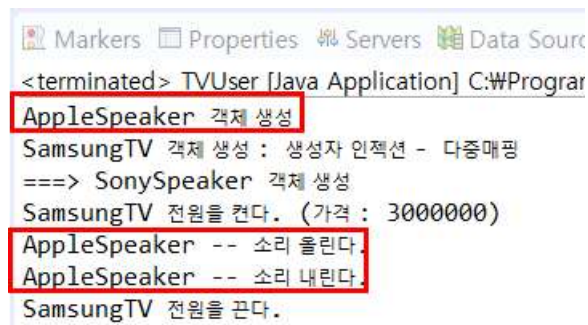 Markers Properties Servers Data Sourc
<terminated> TVUser [Java Application] C:₩Program
AppleSpeaker 객체 생성
SamsungTV 객체 생성 : 생성자 인젝션 - 다중매핑
===> SonySpeaker 객체 생성
SamsungTV 전원을 켠다. (가격 : 3000000)
AppleSpeaker -- 소리 올린다.
AppleSpeaker -- 소리 내린다.
SamsungTV 전원을 끈다.